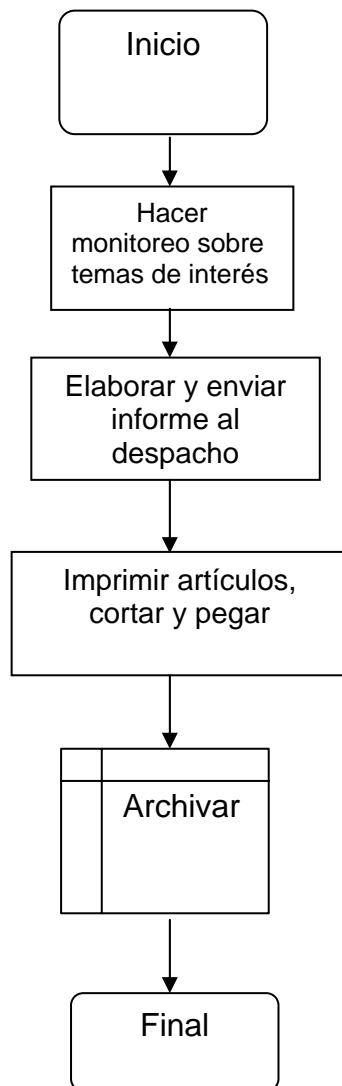 Inicio
Hacer
monitoreo sobre
temas de interés
Elaborar y enviar
informe al
despacho
Imprimir artículos,
cortar y pegar
Archivar
Final